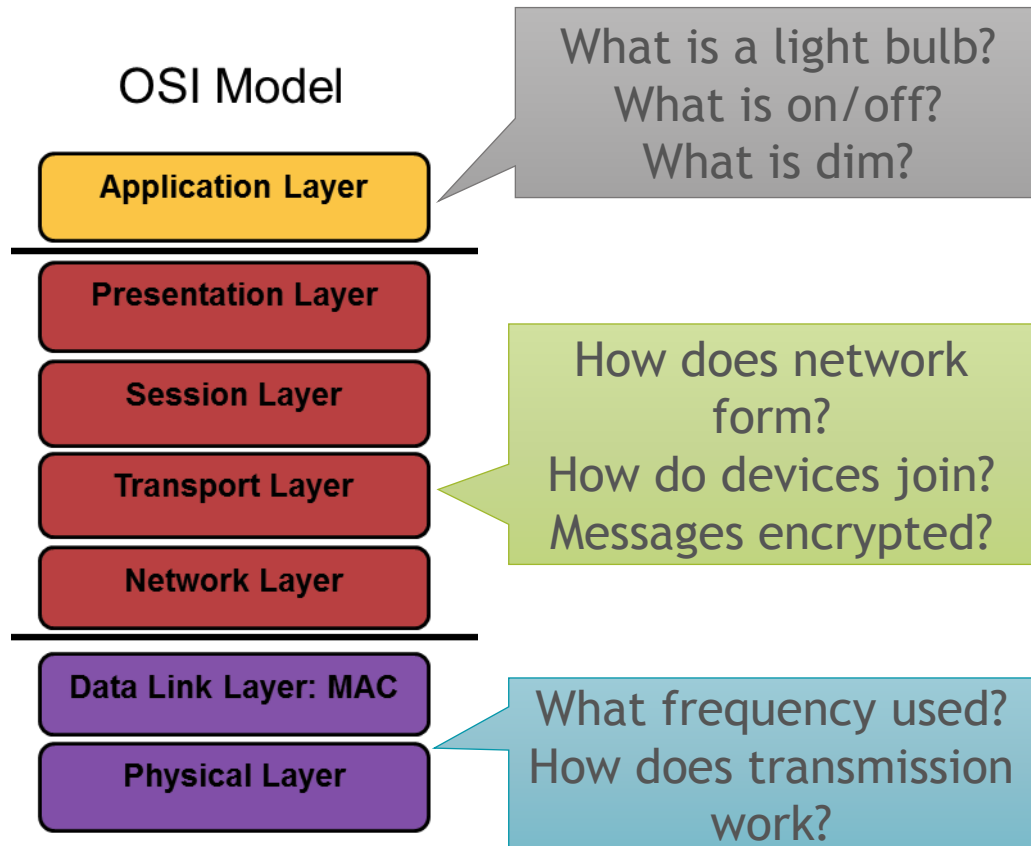 OSI Model
Application Layer
Presentation Layer
Session Layer
Transport Layer
Network Layer
Data Link Layer: MAC
Physical Layer
What is a light bulb?
What is on/off?
What is dim?
How does network
form?
How do devices join?
Messages encrypted?
What frequency used?
How does transmission
work?